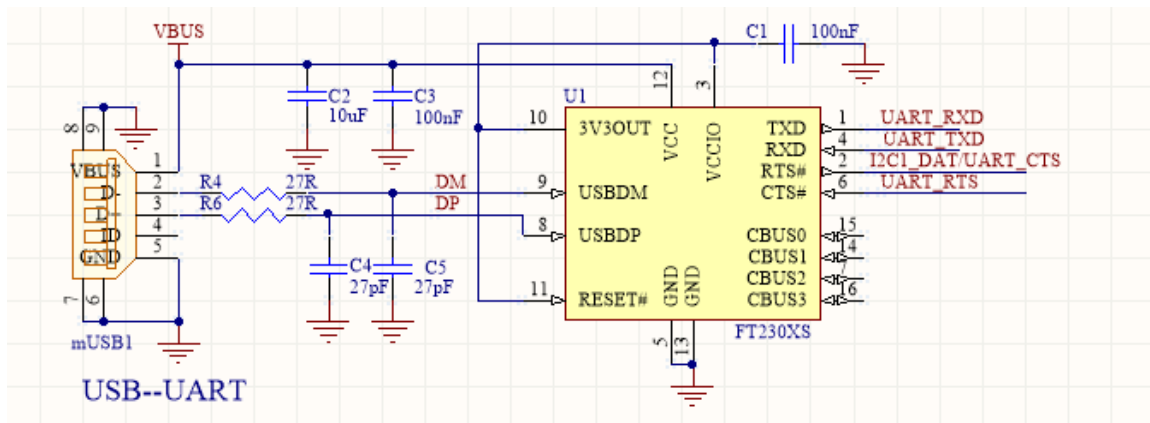 VBUS
C1 100nF
12
3
U1
C2
10uF
C3
100nF
8
9
10 3V3OUT
VCC
VCCIO
TXD 1 UART_RXD
RXD 4 UART_TXD
RTS# 2 I2C1_DAT/UART_CTS
CTS# 6 UART_RTS
VBUS 1
D- 2 R4 27R DM 9 USBDM
D+ 3 R6 27R DP 8 USBDP
ID 4
GND 5
CBUS0 15
CBUS1 14
CBUS2 7
CBUS3 16
C4
27pF
C5
27pF
11 RESET#
GND
GND
7
6
5
13
mUSB1
FT230XS
USB--UART